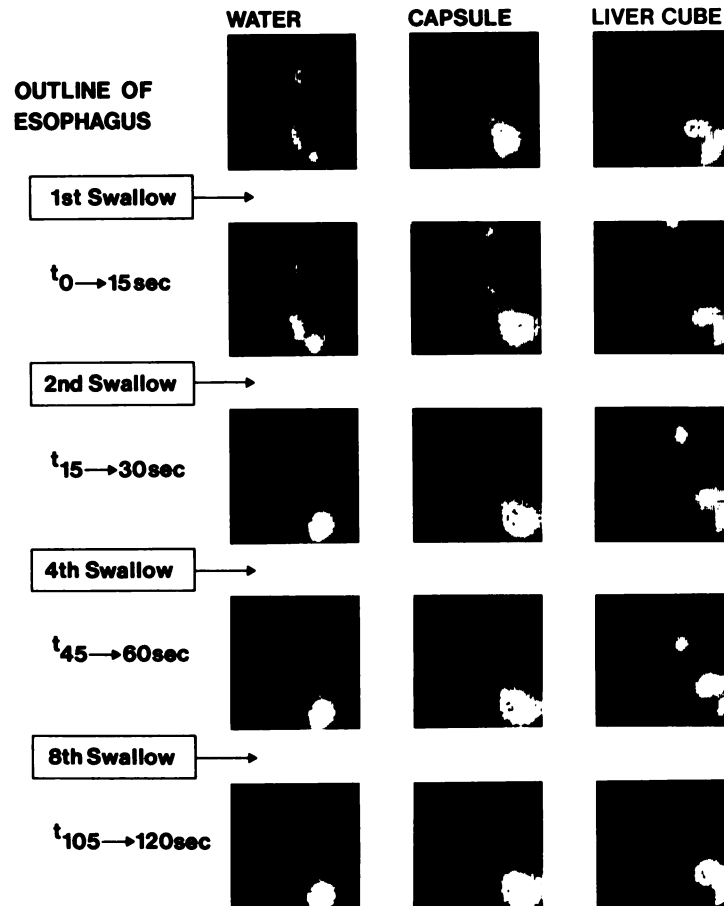 WATER CAPSULE LIVER CUBE
OUTLINE OF
ESOPHAGUS
1st Swallow
t0→15sec
2nd Swallow
t15→30sec
4th Swallow
t45→60sec
8th Swallow
t105→120sec